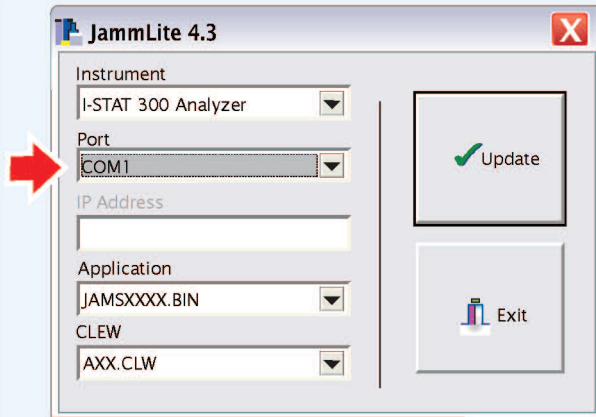 JammLite 4.3
Instrument
I-STAT 300 Analyzer
Port
COM1
IP Address
Application
JAMSXXXX.BIN
CLEW
AXX.CLW
Update
Exit